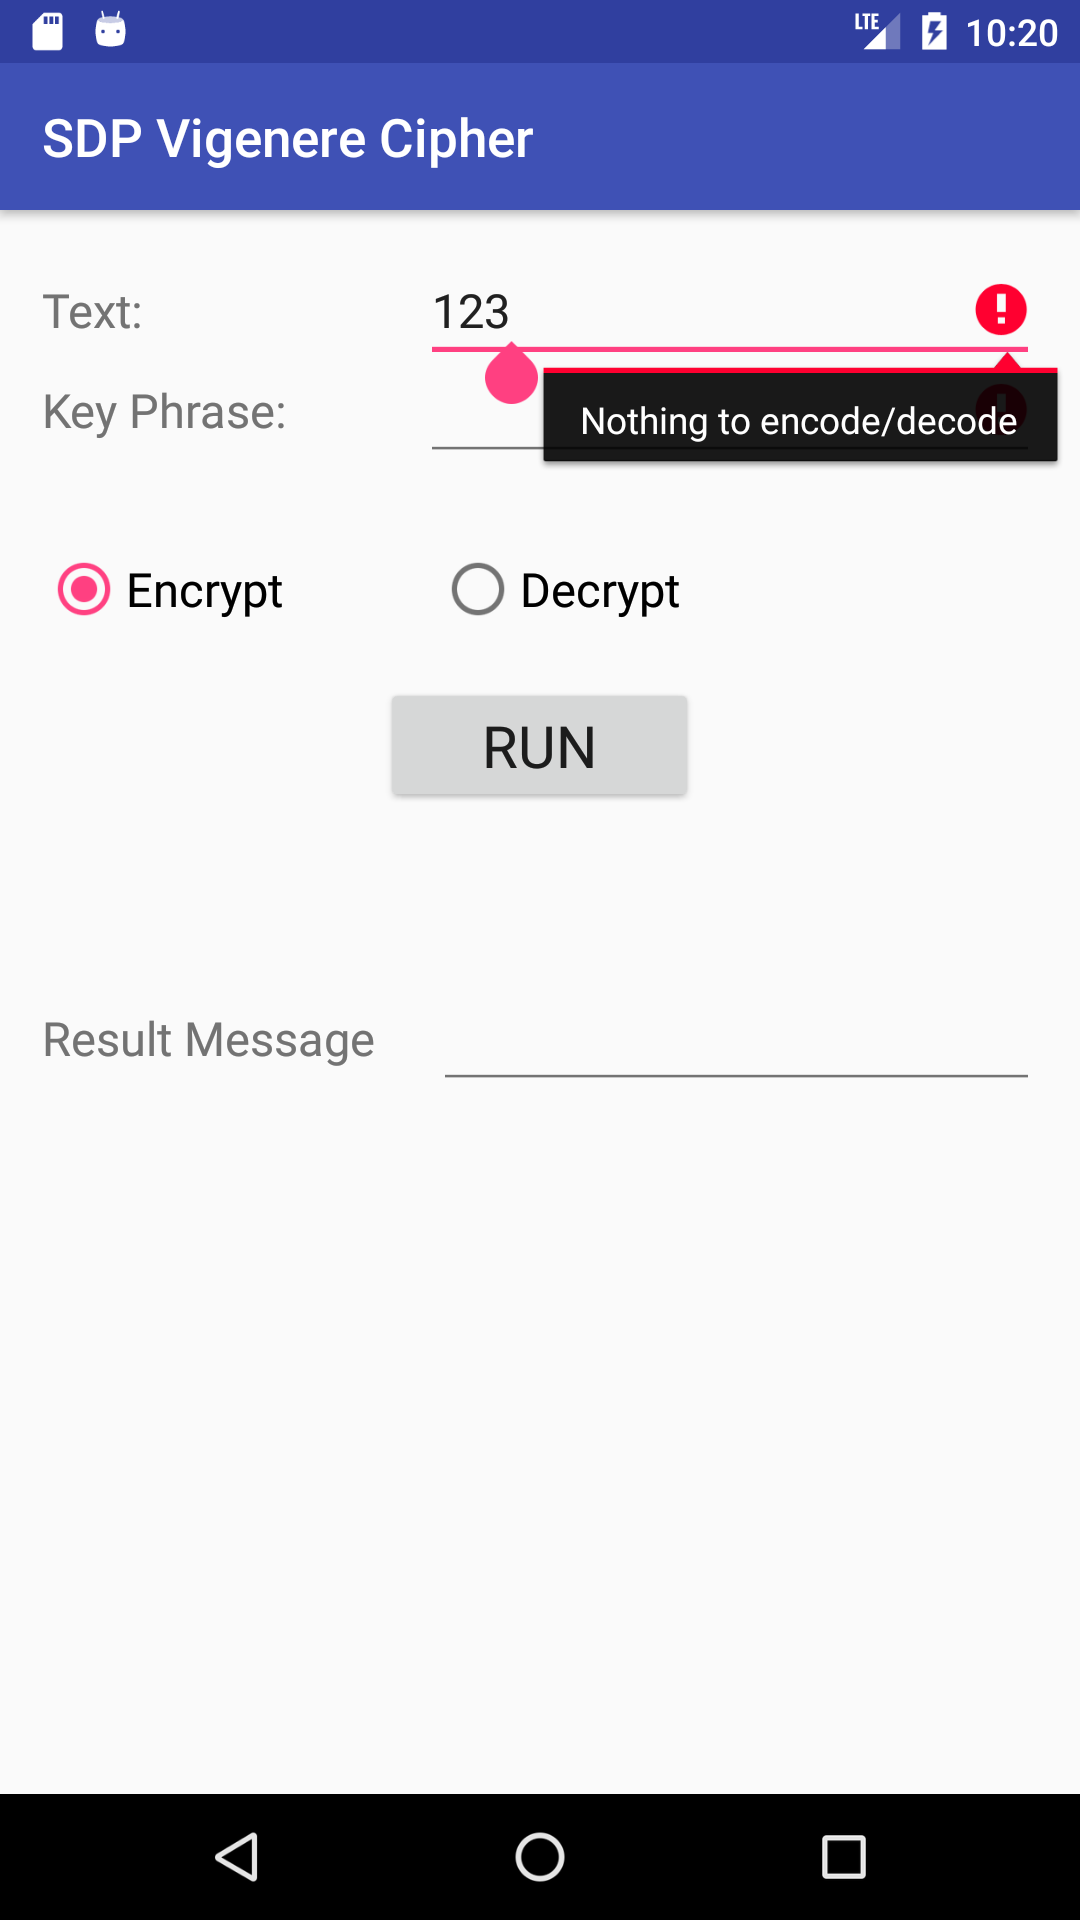 LTE 10:20
SDP Vigenere Cipher
Text: 123
Key Phrase:
Nothing to encode/decode
Encrypt Decrypt
RUN
Result Message